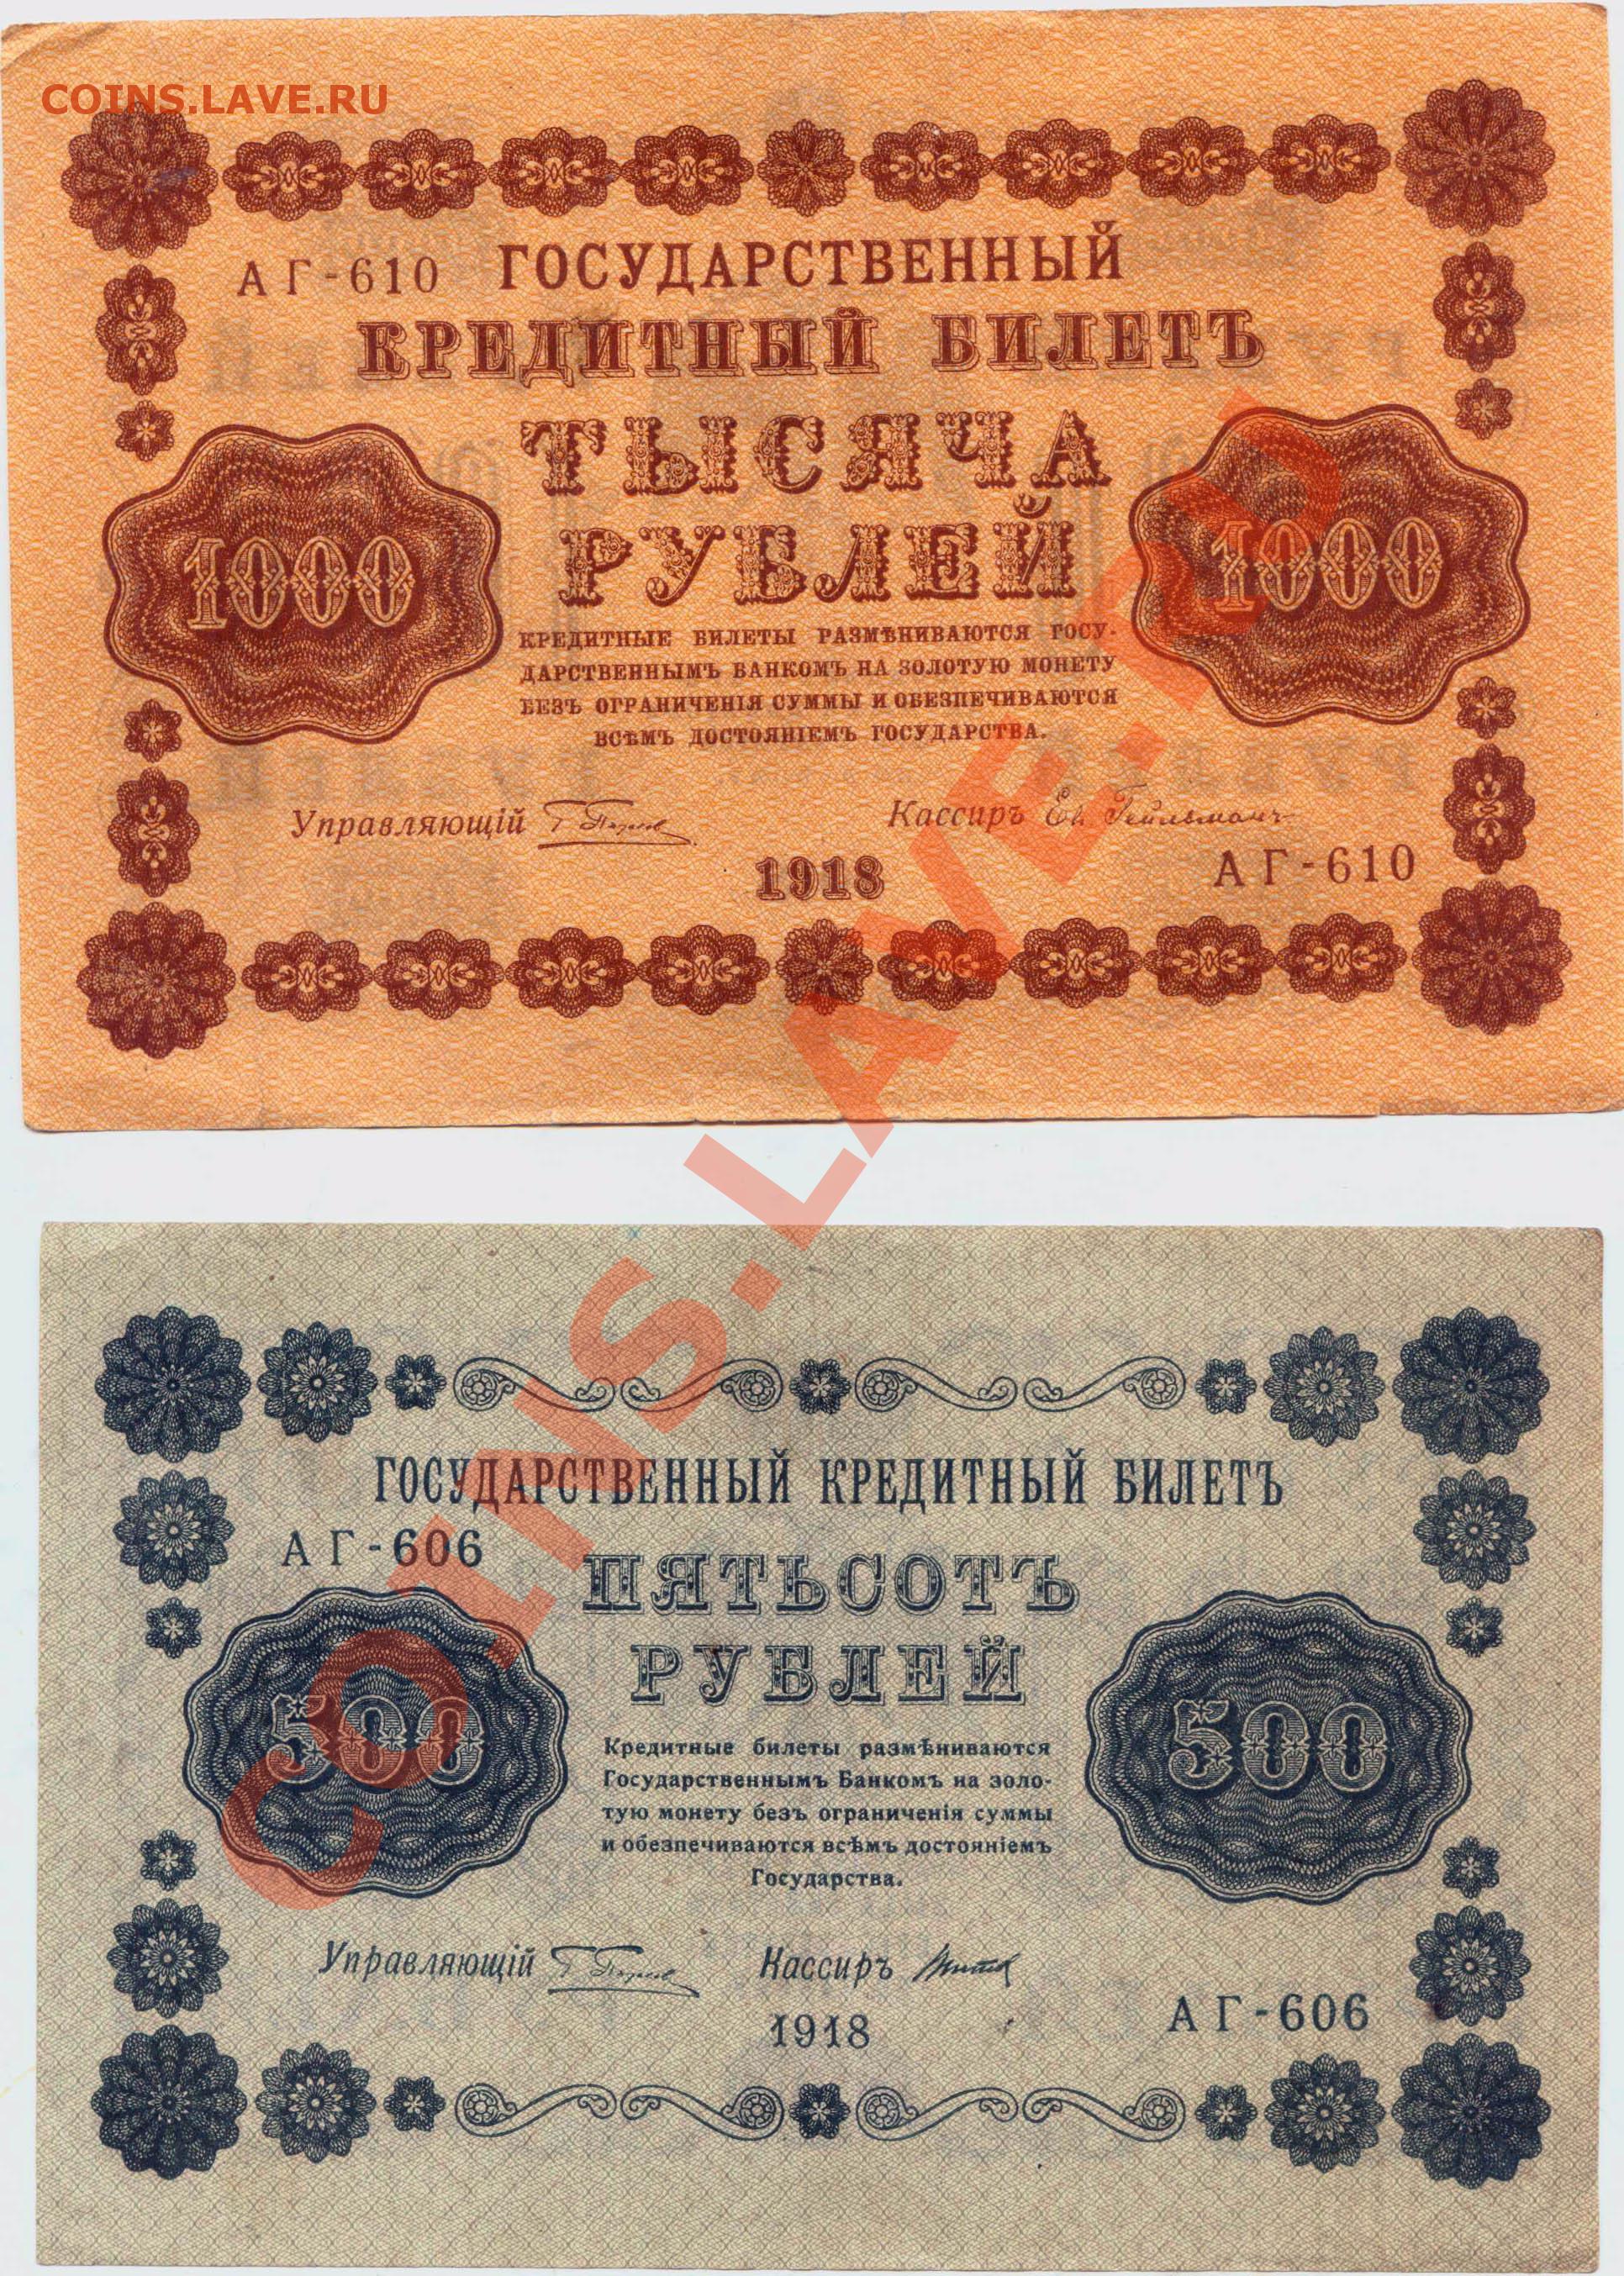 COINS.LAVE.RU
АГ-610 ГОСУДАРСТВЕННЫЙ
КРЕДИТНЫЙ БИЛЕТЪ
ТЫСЯЧА
РУБЛЕЙ
1000 1000
КРЕДИТНЫЕ БИЛЕТЫ РАЗМѢНИВАЮТСЯ ГОСУ-
ДАРСТВЕННЫМЪ БАНКОМЪ НА ЗОЛОТУЮ МОНЕТУ
БЕЗЪ ОГРАНИЧЕНІЯ СУММЫ И ОБЕЗПЕЧИВАЮТСЯ
ВСѢМЪ ДОСТОЯНІЕМЪ ГОСУДАРСТВА.
Управляющій Кассиръ Ев. Гейльманъ
1918
АГ-610
COINS.LAVE.RU
ГОСУДАРСТВЕННЫЙ КРЕДИТНЫЙ БИЛЕТЪ
АГ-606
ПЯТЬСОТЪ
РУБЛЕЙ
500 500
Кредитные билеты размѣниваются
Государственнымъ Банкомъ на золо-
тую монету безъ ограниченія суммы
и обезпечиваются всѣмъ достояніемъ
Государства.
Управляющій Кассиръ
1918
АГ-606